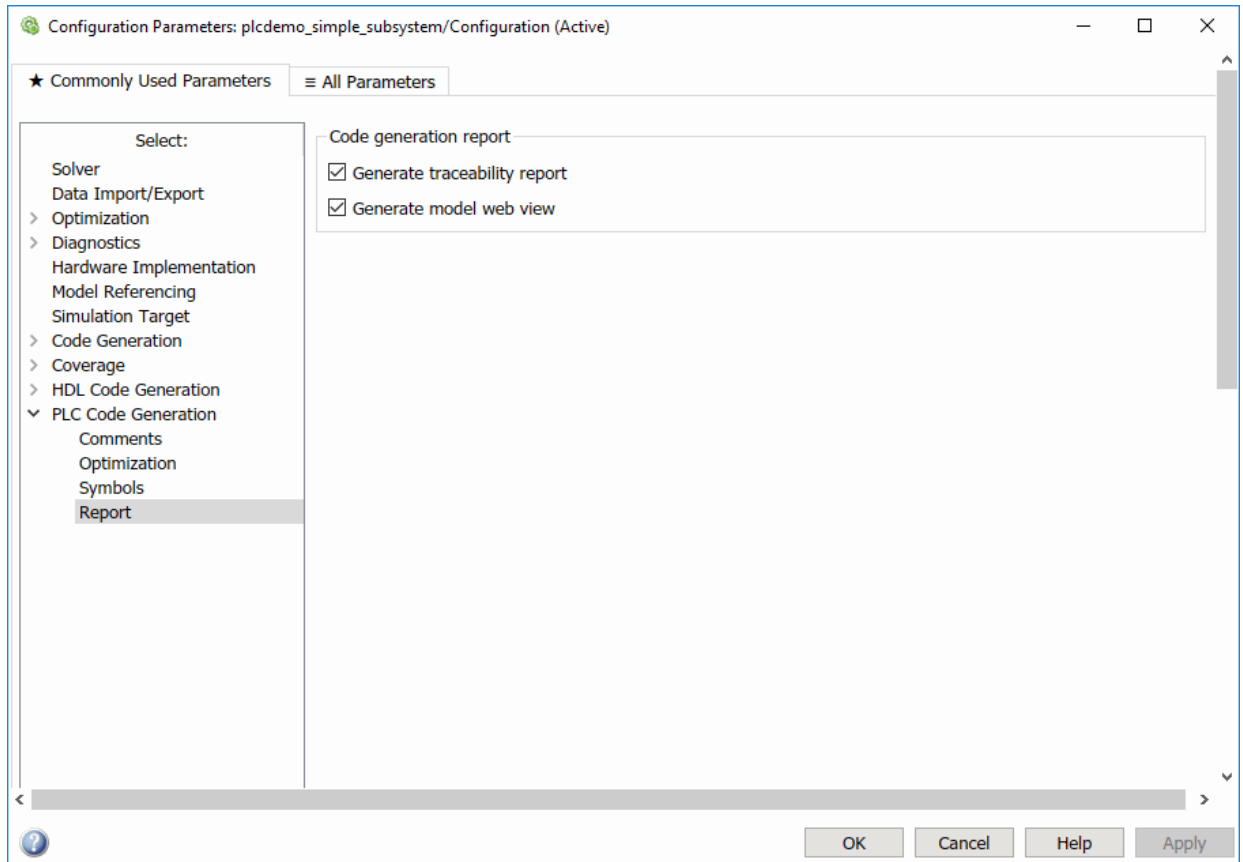 Configuration Parameters: plcdemo_simple_subsystem/Configuration (Active)
★ Commonly Used Parameters
≡ All Parameters
Select:
Solver
Data Import/Export
Optimization
Diagnostics
Hardware Implementation
Model Referencing
Simulation Target
Code Generation
Coverage
HDL Code Generation
PLC Code Generation
Comments
Optimization
Symbols
Report
Code generation report
Generate traceability report
Generate model web view
OK
Cancel
Help
Apply